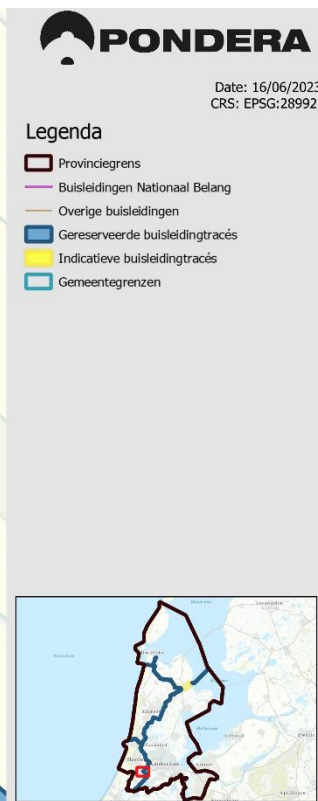 PONDERA
Date: 16/06/2023
CRS: EPSG:28992
Legenda
Provinciegrens
Buisleidingen Nationaal Belang
Overige buisleidingen
Gereserveerde buisleidingtracés
Indicatieve buisleidingtracés
Gemeentegrenzen